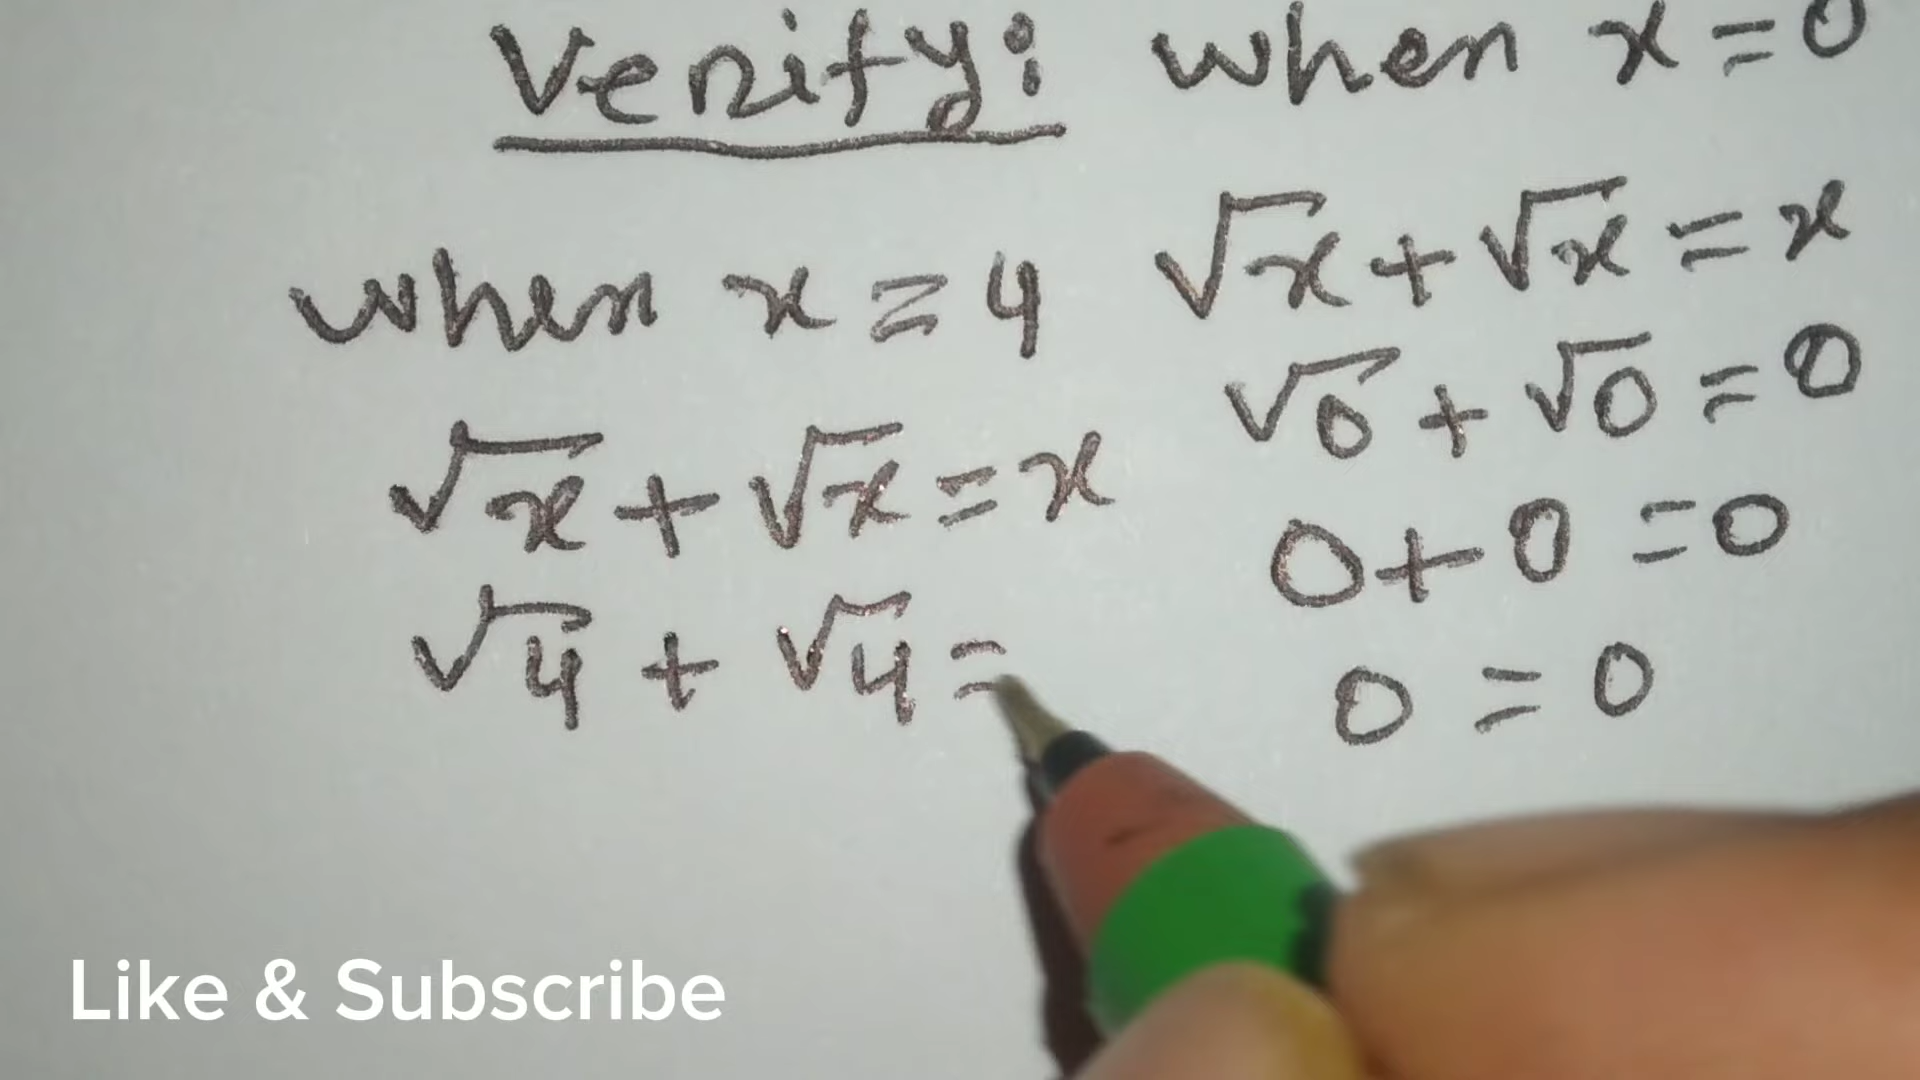 Verify: when x = 0
√x + √x = x
√0 + √0 = 0
0 + 0 = 0
0 = 0
when x = 4
√x + √x = x
√4 + √4 =
Like & Subscribe